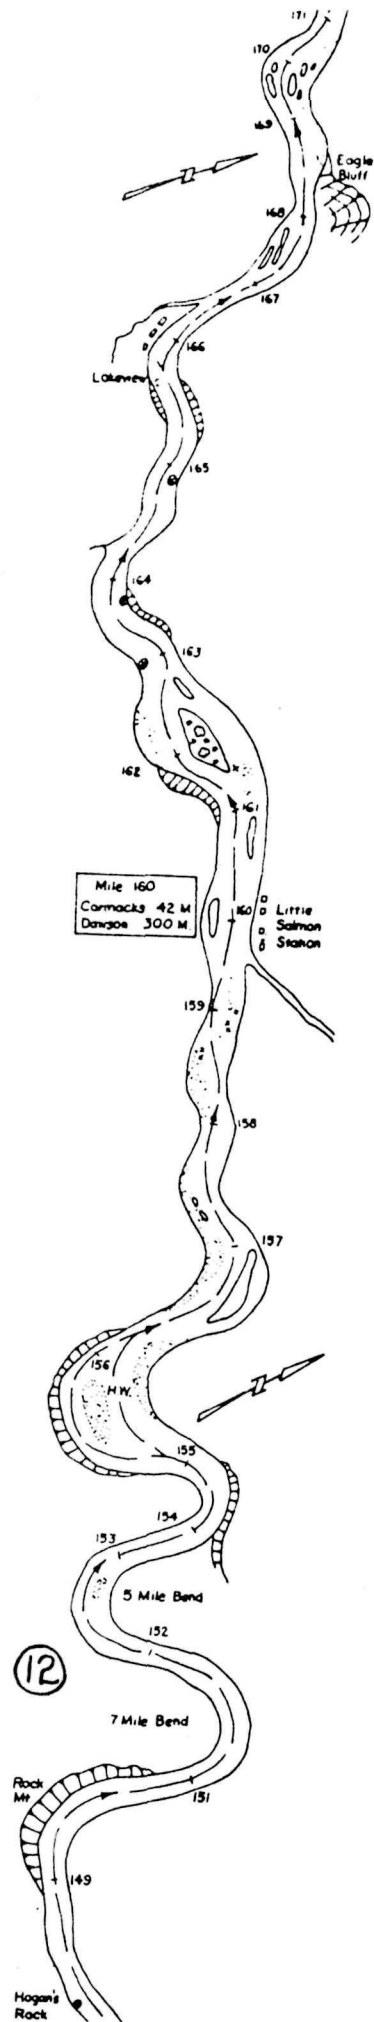 171
170
169
Eagle
Bluff
168
167
166
Lakeview
165
164
163
162
161
Mile 160
Carmacks 42 M
Dawson 300 M.
160
Little
Salmon
Station
159
158
157
156
H.W.
155
154
153
5 Mile Bend
152
12
7 Mile Bend
151
Rock
Mt
149
Hogan's
Rock